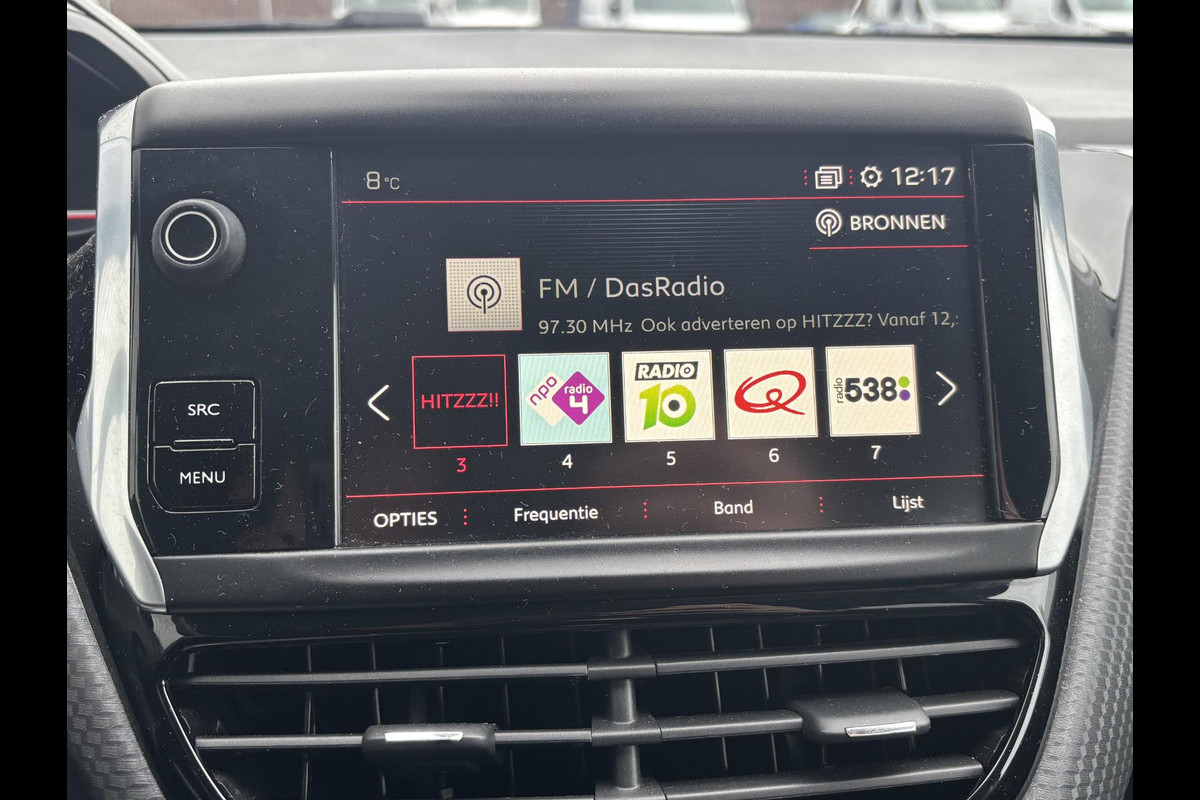 8°C 12:17
BRONNEN
FM / DasRadio
97.30 MHz Ook adverteren op HITZZZ? Vanaf 12,
SRC
MENU
HITZZZ!!
npo radio 4
RADIO 10
Q
radio 538
3 4 5 6 7
OPTIES Frequentie Band Lijst